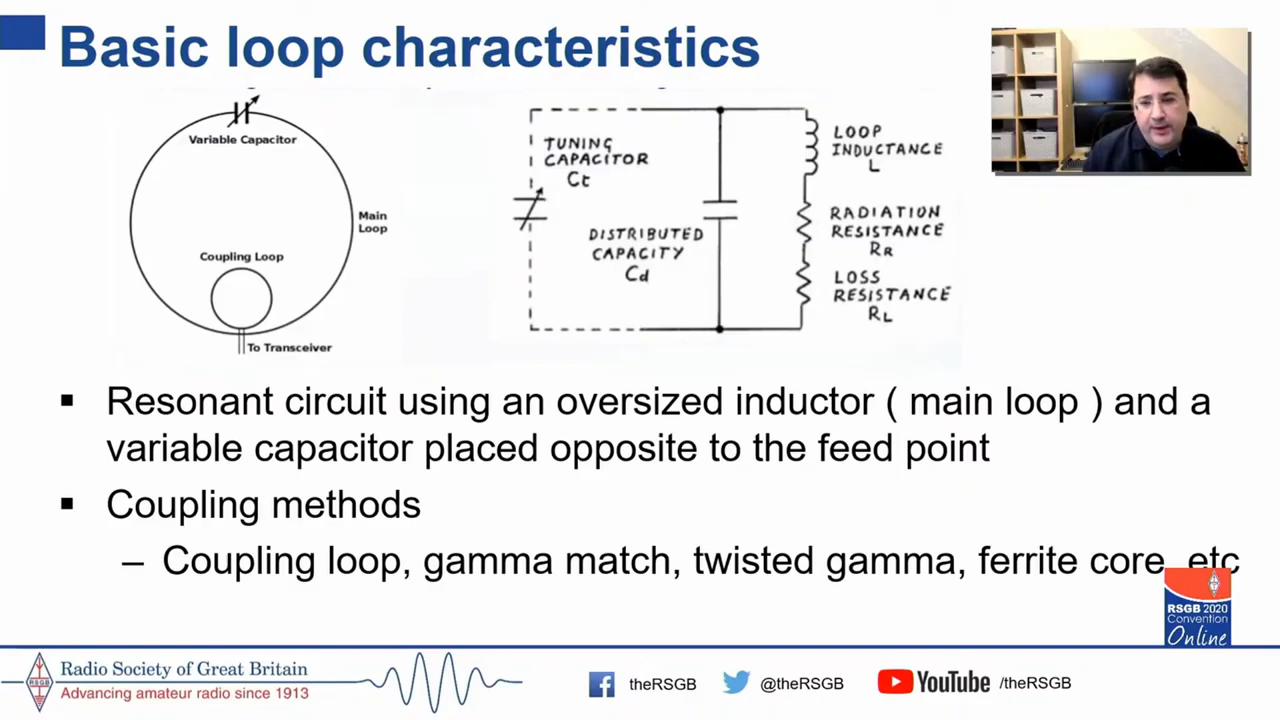 Basic loop characteristics
Variable Capacitor
Main
Loop
Coupling Loop
To Transceiver
TUNING
CAPACITOR
Ct
DISTRIBUTED
CAPACITY
Cd
LOOP
INDUCTANCE
L
RADIATION
RESISTANCE
RR
LOSS
RESISTANCE
RL
▪ Resonant circuit using an oversized inductor ( main loop ) and a
variable capacitor placed opposite to the feed point
▪ Coupling methods
– Coupling loop, gamma match, twisted gamma, ferrite core, etc
RSGB 2020
Convention
Online
RSGB
Radio Society of Great Britain
Advancing amateur radio since 1913
theRSGB
@theRSGB
YouTube /theRSGB